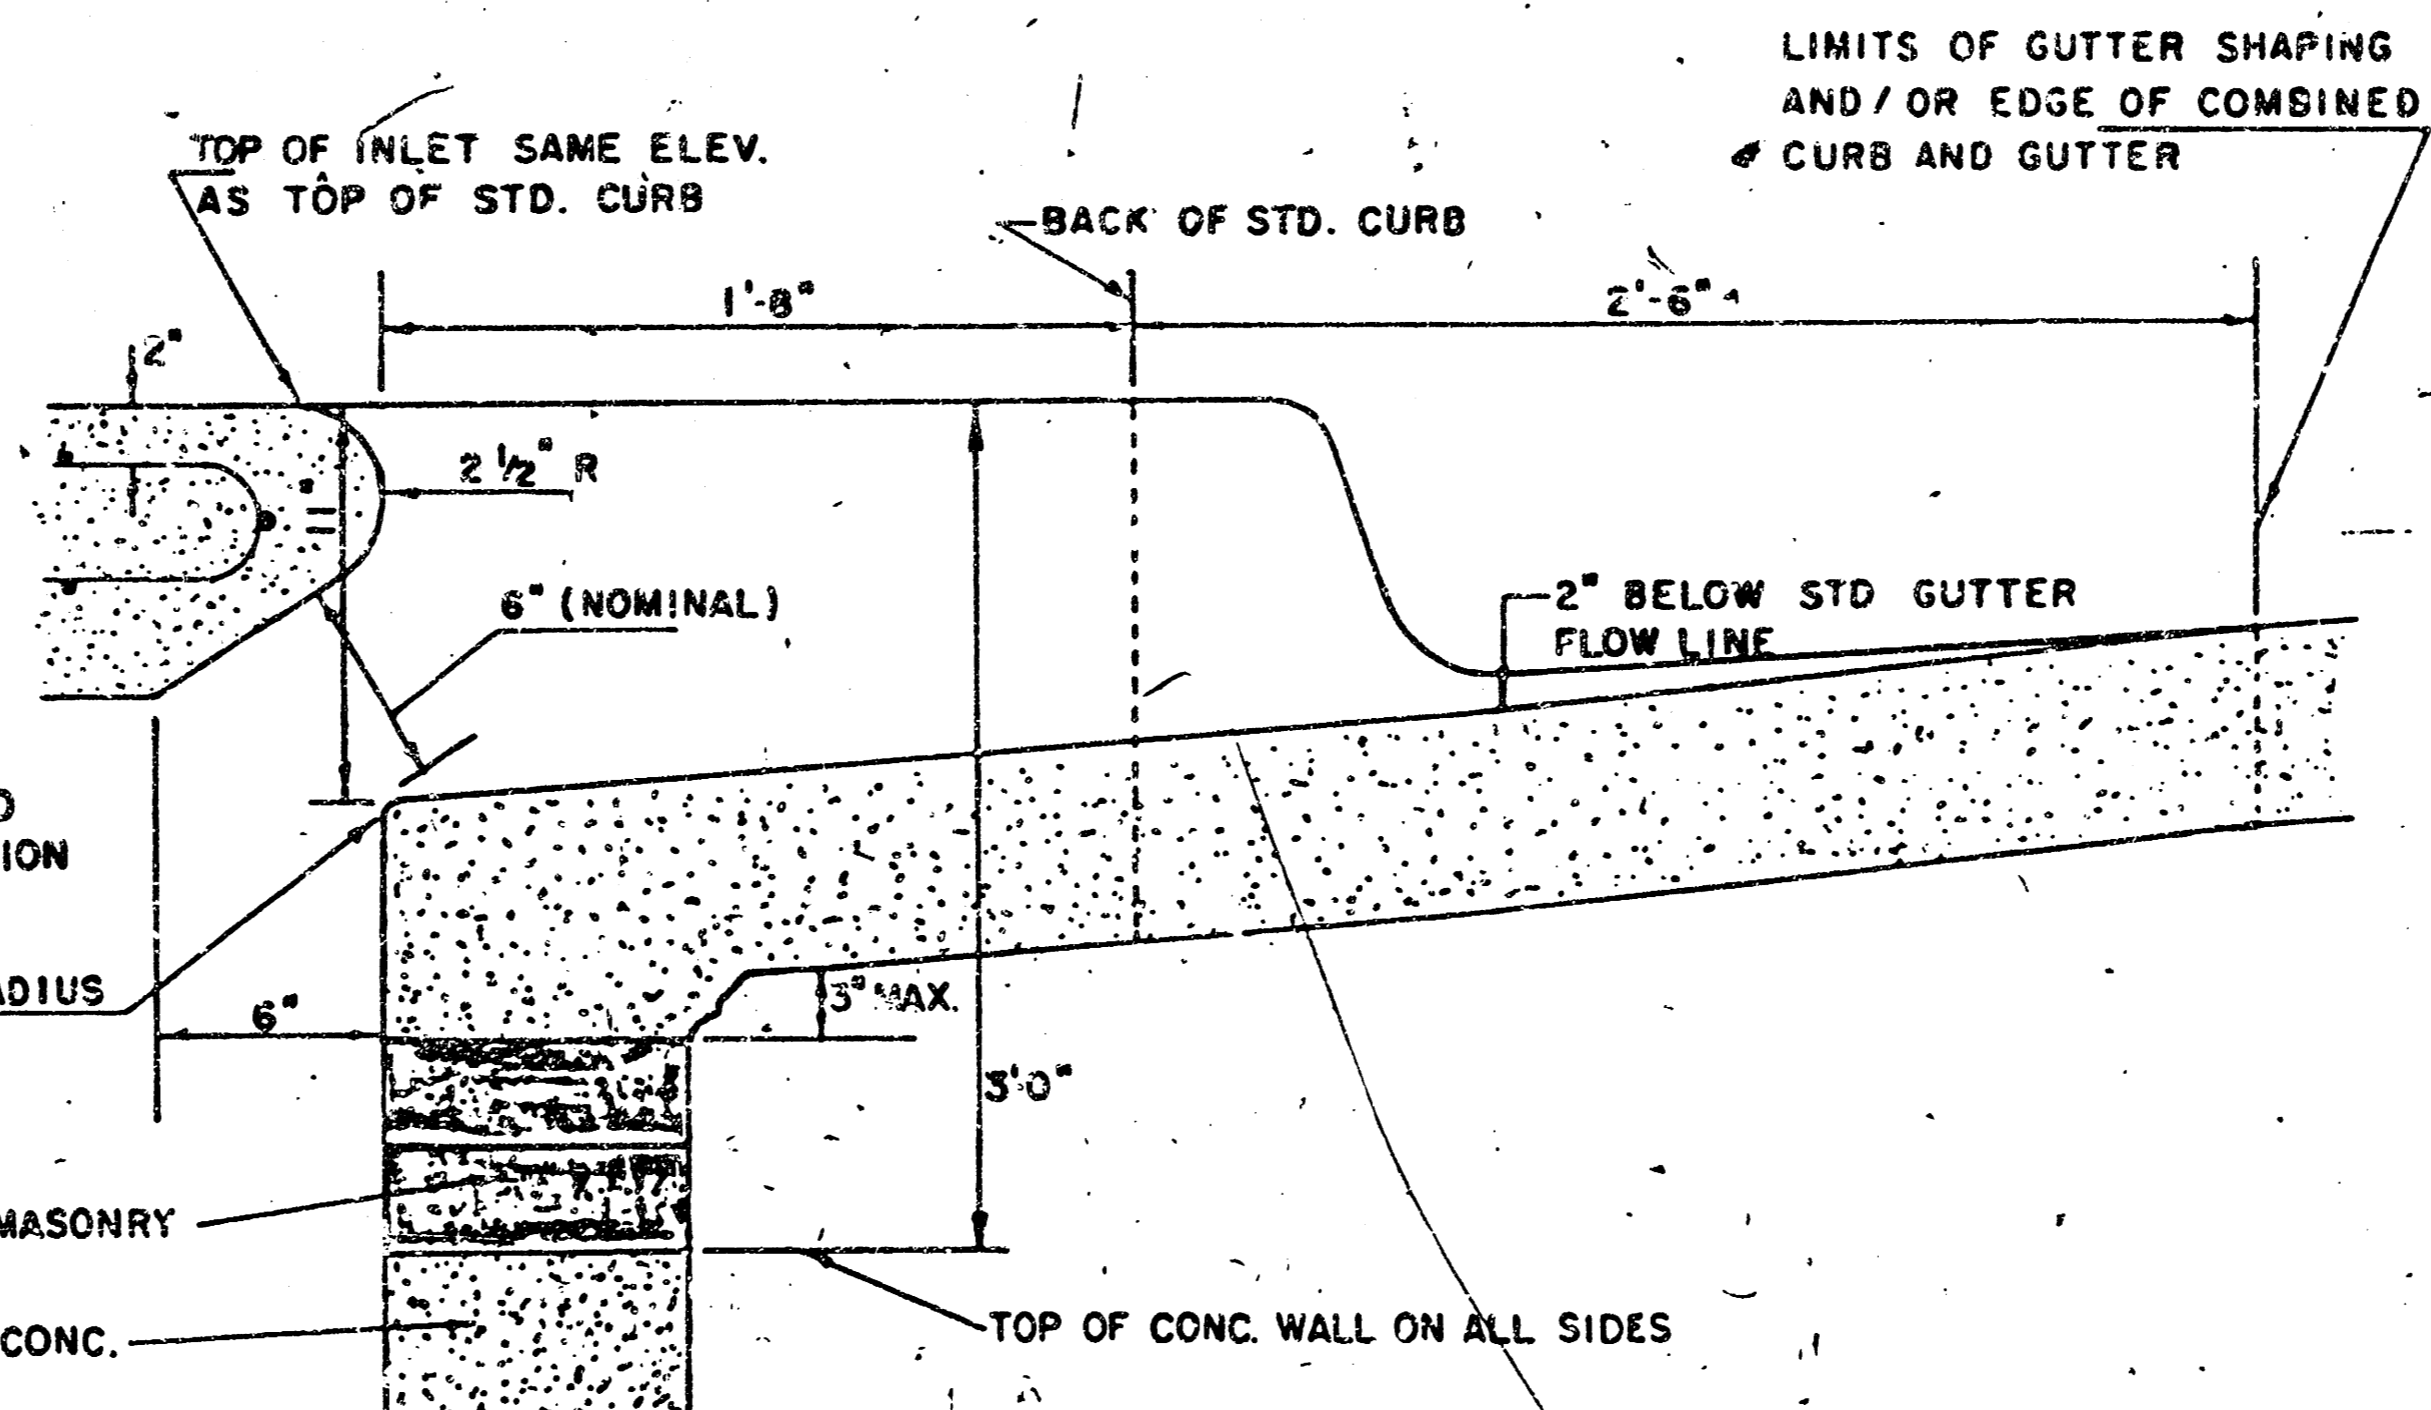 LIMITS OF GUTTER SHAPING
AND/OR EDGE OF COMBINED
CURB AND GUTTER
TOP OF INLET SAME ELEV.
AS TOP OF STD. CURB
BACK OF STD. CURB
1'-8"
2'-6"
2"
2 1/2" R
11"
6" (NOMINAL)
2" BELOW STD GUTTER
FLOW LINE
ION
ADIUS
6"
3" MAX.
3'0"
MASONRY
CONC.
TOP OF CONC. WALL ON ALL SIDES